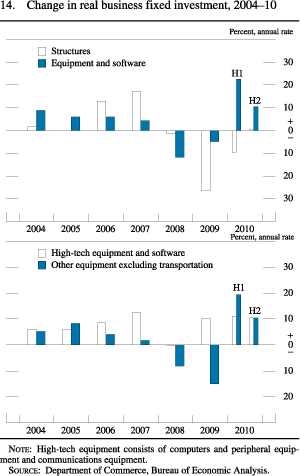 14. Change in real business fixed investment, 2004–10
Percent, annual rate
Structures
Equipment and software
H1
H2
30
20
10
+
0
−
10
20
30
2004 2005 2006 2007 2008 2009 2010
Percent, annual rate
High-tech equipment and software
Other equipment excluding transportation
H1
H2
30
20
10
+
0
−
10
20
2004 2005 2006 2007 2008 2009 2010
NOTE: High-tech equipment consists of computers and peripheral equip-
ment and communications equipment.
SOURCE: Department of Commerce, Bureau of Economic Analysis.